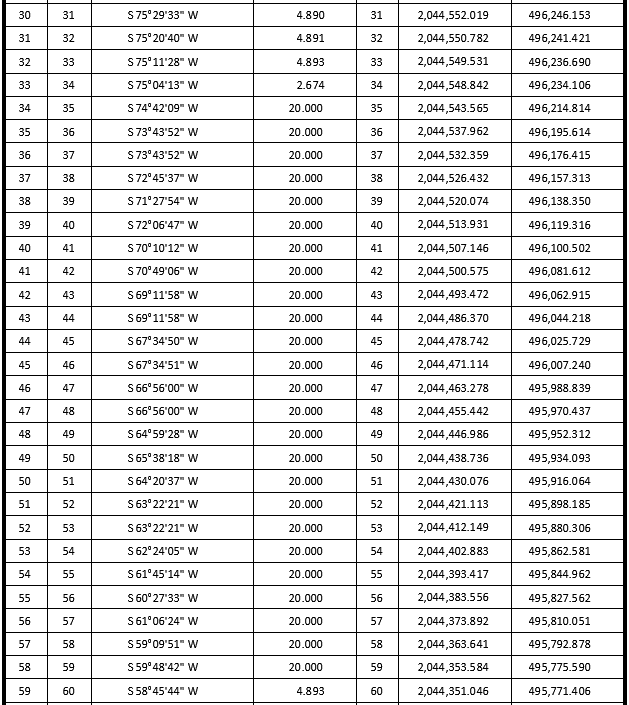 30 31 S 75°29'33" W 4.890 31 2,044,552.019 496,246.153
31 32 S 75°20'40" W 4.891 32 2,044,550.782 496,241.421
32 33 S 75°11'28" W 4.893 33 2,044,549.531 496,236.690
33 34 S 75°04'13" W 2.674 34 2,044,548.842 496,234.106
34 35 S 74°42'09" W 20.000 35 2,044,543.565 496,214.814
35 36 S 73°43'52" W 20.000 36 2,044,537.962 496,195.614
36 37 S 73°43'52" W 20.000 37 2,044,532.359 496,176.415
37 38 S 72°45'37" W 20.000 38 2,044,526.432 496,157.313
38 39 S 71°27'54" W 20.000 39 2,044,520.074 496,138.350
39 40 S 72°06'47" W 20.000 40 2,044,513.931 496,119.316
40 41 S 70°10'12" W 20.000 41 2,044,507.146 496,100.502
41 42 S 70°49'06" W 20.000 42 2,044,500.575 496,081.612
42 43 S 69°11'58" W 20.000 43 2,044,493.472 496,062.915
43 44 S 69°11'58" W 20.000 44 2,044,486.370 496,044.218
44 45 S 67°34'50" W 20.000 45 2,044,478.742 496,025.729
45 46 S 67°34'51" W 20.000 46 2,044,471.114 496,007.240
46 47 S 66°56'00" W 20.000 47 2,044,463.278 495,988.839
47 48 S 66°56'00" W 20.000 48 2,044,455.442 495,970.437
48 49 S 64°59'28" W 20.000 49 2,044,446.986 495,952.312
49 50 S 65°38'18" W 20.000 50 2,044,438.736 495,934.093
50 51 S 64°20'37" W 20.000 51 2,044,430.076 495,916.064
51 52 S 63°22'21" W 20.000 52 2,044,421.113 495,898.185
52 53 S 63°22'21" W 20.000 53 2,044,412.149 495,880.306
53 54 S 62°24'05" W 20.000 54 2,044,402.883 495,862.581
54 55 S 61°45'14" W 20.000 55 2,044,393.417 495,844.962
55 56 S 60°27'33" W 20.000 56 2,044,383.556 495,827.562
56 57 S 61°06'24" W 20.000 57 2,044,373.892 495,810.051
57 58 S 59°09'51" W 20.000 58 2,044,363.641 495,792.878
58 59 S 59°48'42" W 20.000 59 2,044,353.584 495,775.590
59 60 S 58°45'44" W 4.893 60 2,044,351.046 495,771.406